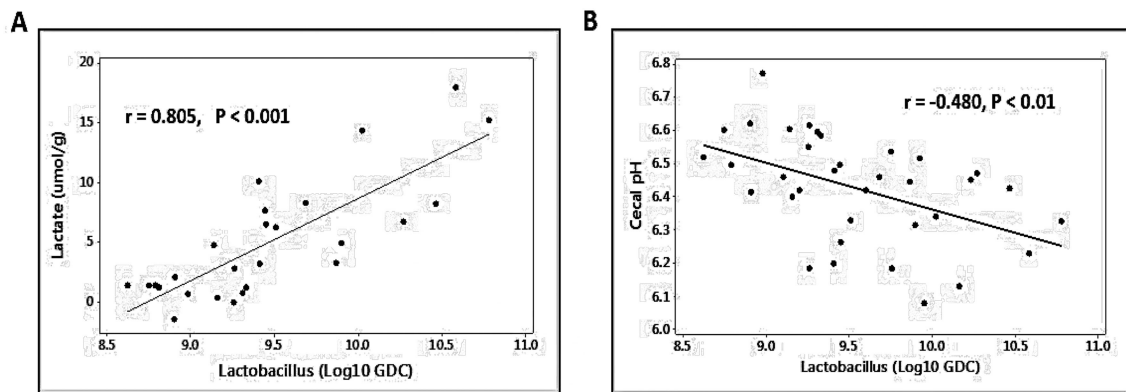 A
20
15
10
5
0
Lactate (umol/g)
r = 0.805, P < 0.001
8.5 9.0 9.5 10.0 10.5 11.0
Lactobacillus (Log10 GDC)
B
6.8
6.7
6.6
6.5
6.4
6.3
6.2
6.1
6.0
Cecal pH
r = -0.480, P < 0.01
8.5 9.0 9.5 10.0 10.5 11.0
Lactobacillus (Log10 GDC)